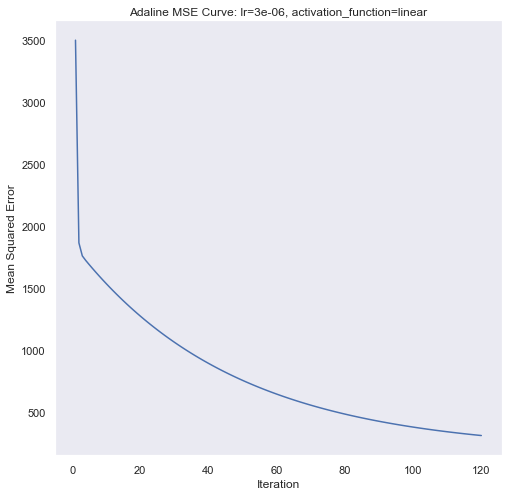 Adaline MSE Curve: lr=3e-06, activation_function=linear
3500
3000
2500
2000
1500
1000
500
Mean Squared Error
0 20 40 60 80 100 120
Iteration